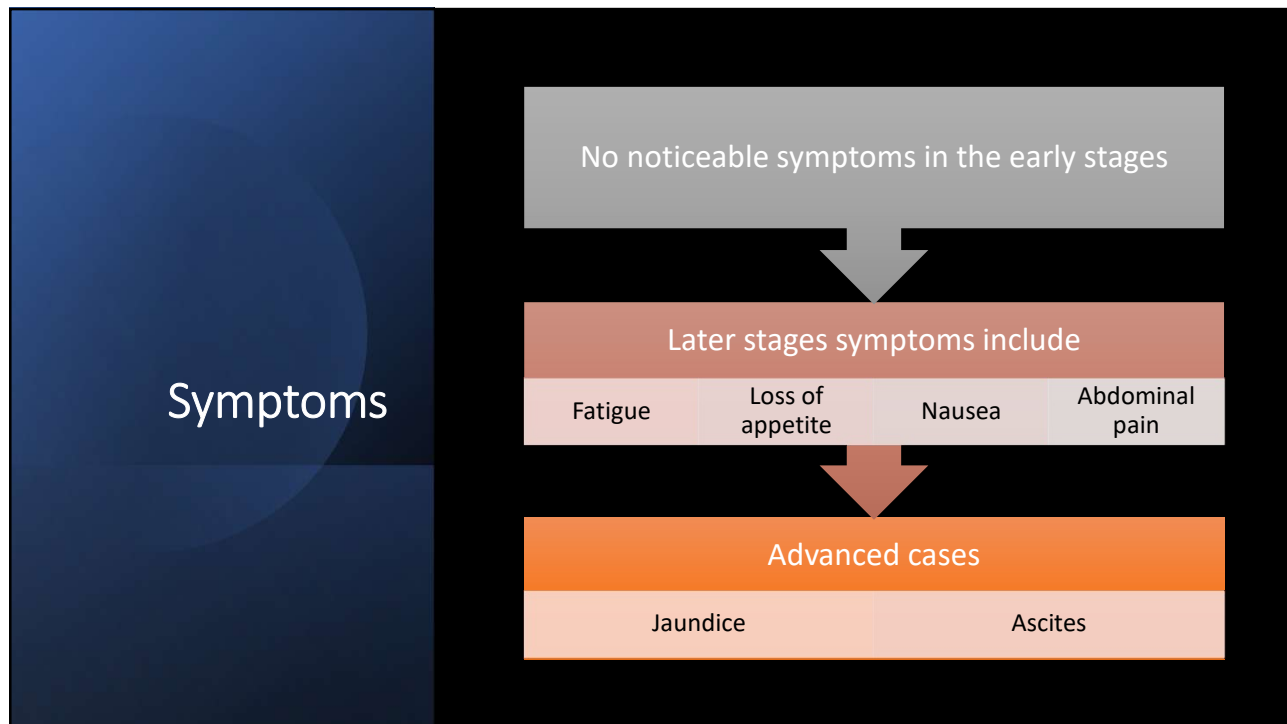 Symptoms
No noticeable symptoms in the early stages
Later stages symptoms include
Fatigue
Loss of
appetite
Nausea
Abdominal
pain
Advanced cases
Jaundice
Ascites